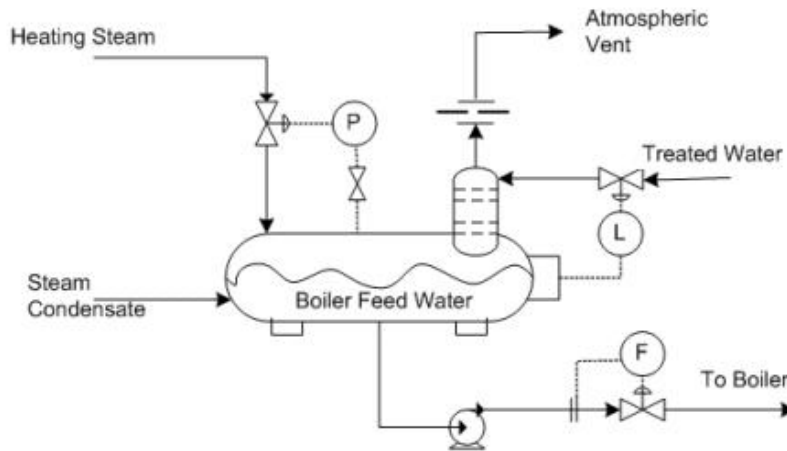 Atmospheric
Vent
Heating Steam
P
Treated Water
L
Steam
Condensate
Boiler Feed Water
F
To Boiler